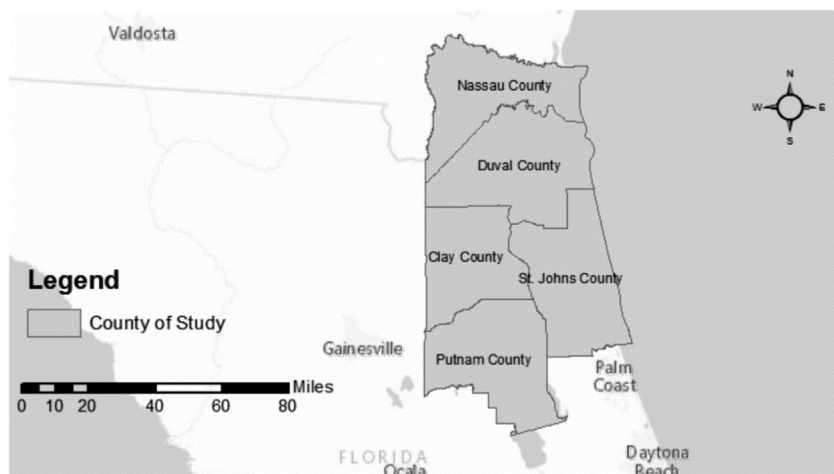 Valdosta
N
W
E
S
Nassau County
Duval County
Clay County
St. Johns County
Legend
County of Study
Gainesville
Putnam County
Palm
Coast
Miles
0 10 20 40 60 80
FLORIDA
Ocala
Daytona
Beach